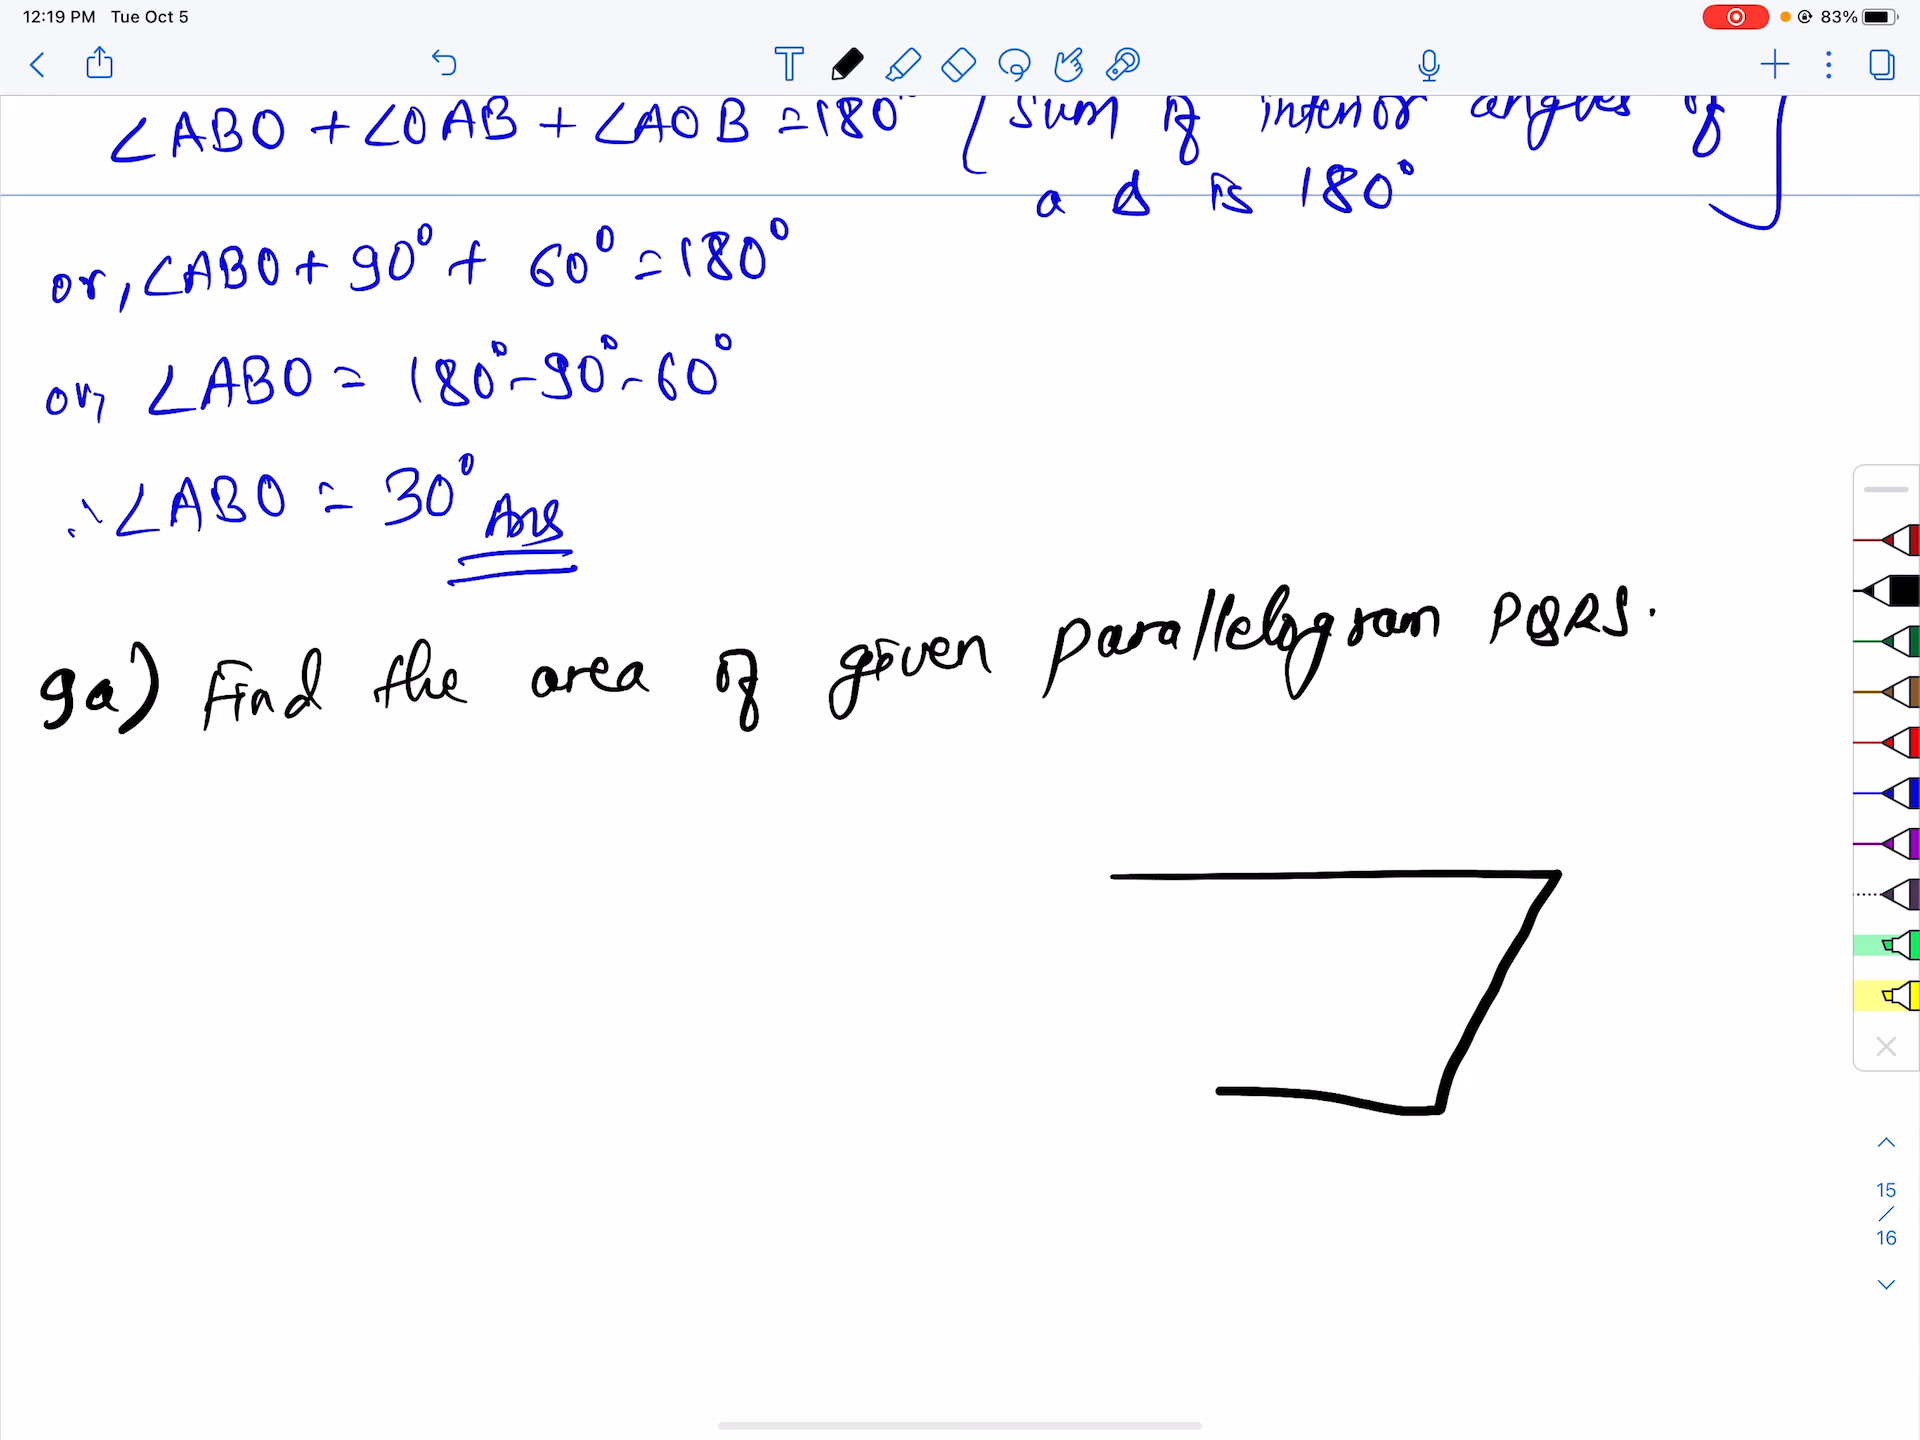 12:19 PM Tue Oct 5
83%
T
∠ABO + ∠OAB + ∠AOB = 180° [Sum of interior angles of
a Δ is 180°]
or, ∠ABO + 90° + 60° = 180°
or, ∠ABO = 180° - 90° - 60°
∴ ∠ABO = 30° Ans
9a) Find the area of given parallelogram PQRS.
15
/
16